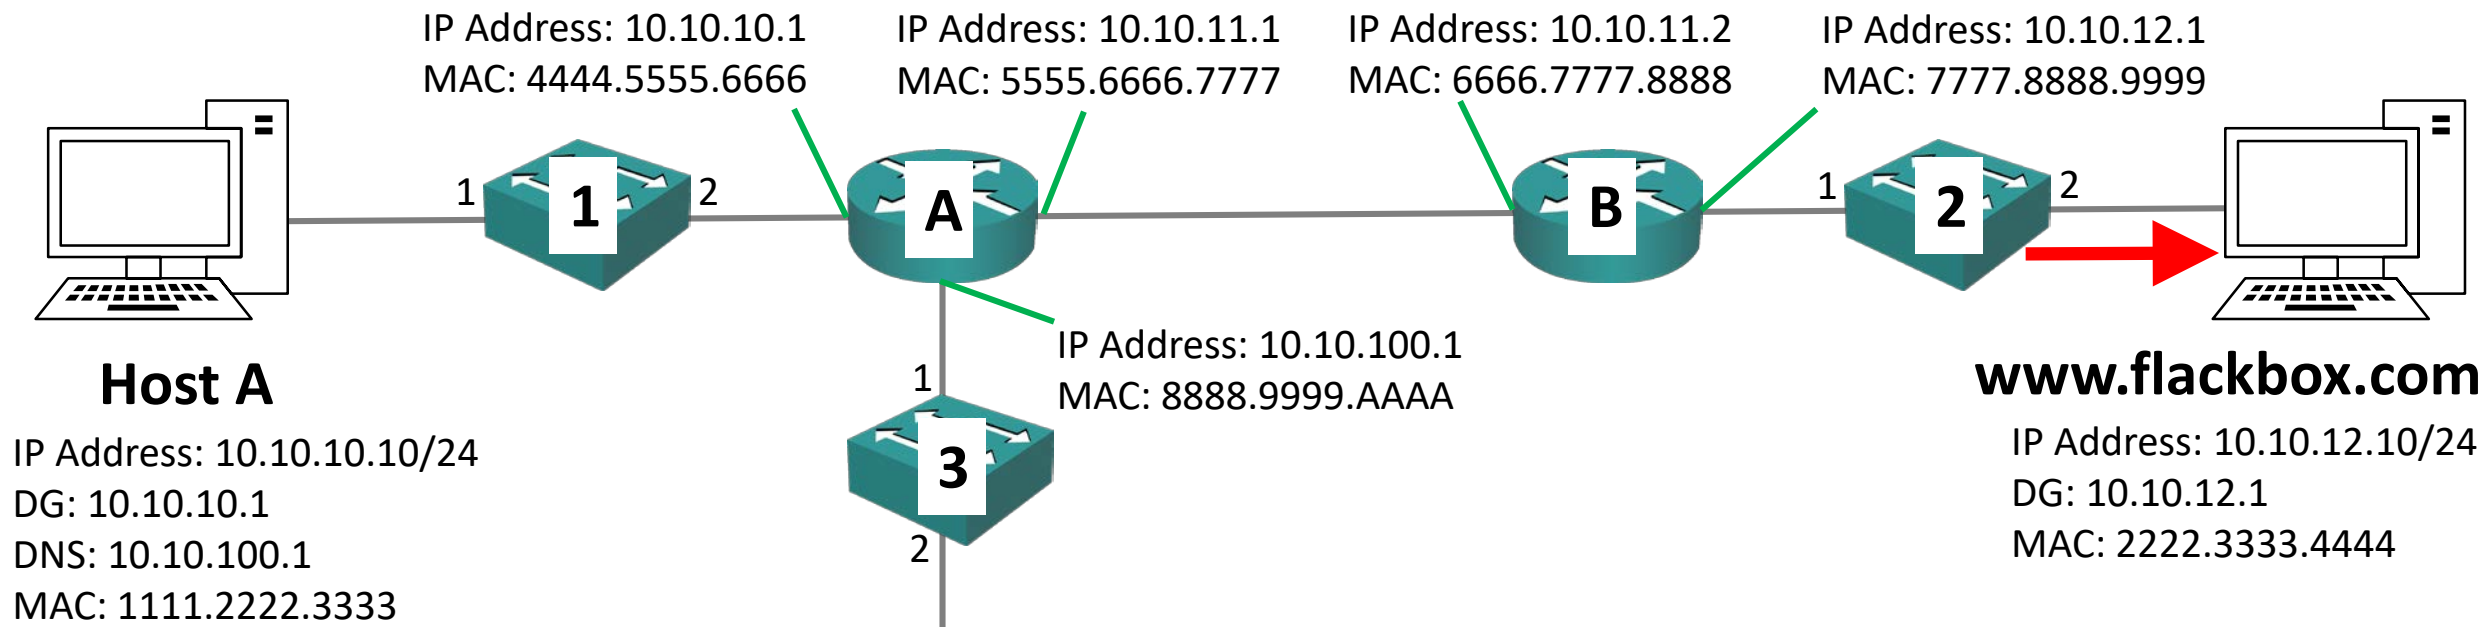 IP Address: 10.10.10.1
MAC: 4444.5555.6666
IP Address: 10.10.11.1
MAC: 5555.6666.7777
IP Address: 10.10.11.2
MAC: 6666.7777.8888
IP Address: 10.10.12.1
MAC: 7777.8888.9999
1
1
2
A
B
1
2
2
IP Address: 10.10.100.1
MAC: 8888.9999.AAAA
1
3
2
Host A
IP Address: 10.10.10.10/24
DG: 10.10.10.1
DNS: 10.10.100.1
MAC: 1111.2222.3333
www.flackbox.com
IP Address: 10.10.12.10/24
DG: 10.10.12.1
MAC: 2222.3333.4444